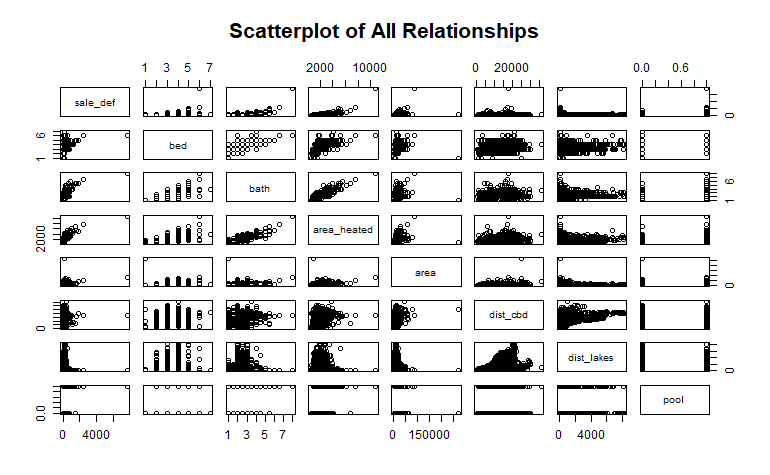 Scatterplot of All Relationships
1 3 5 7 2000 10000 0 20000 0.0 0.6
sale_def 0
1 6 bed
bath 1 6
2000 area_heated
area 0
0 dist_cbd
dist_lakes 0
0.0 pool
0 4000 1 3 5 7 0 150000 0 4000